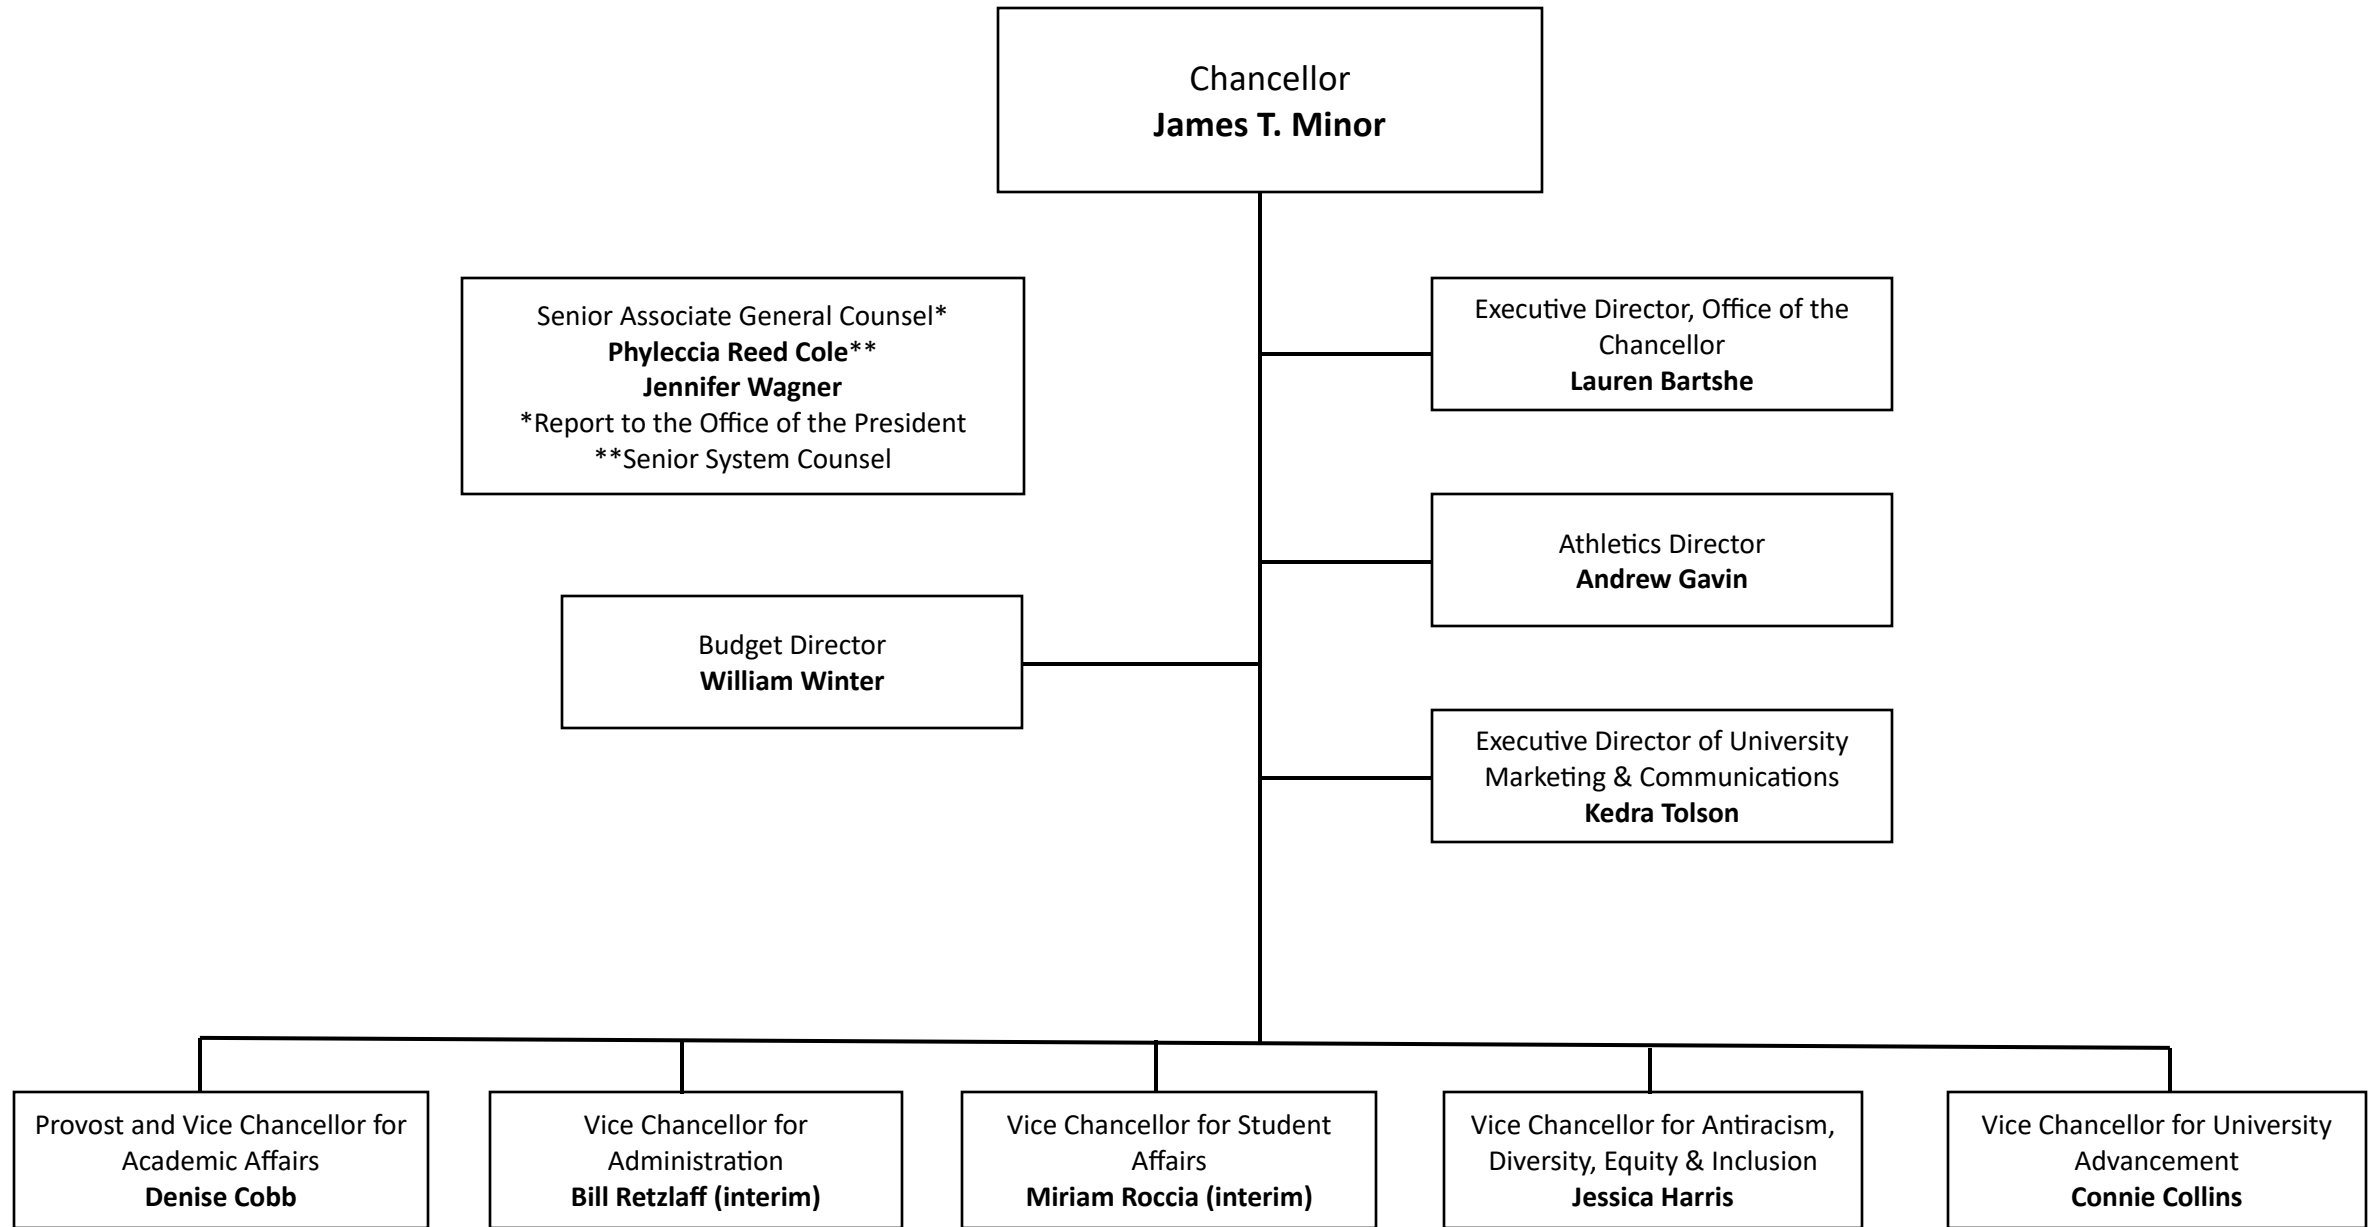 Chancellor
James T. Minor
Senior Associate General Counsel*
Phyleccia Reed Cole**
Jennifer Wagner
*Report to the Office of the President
**Senior System Counsel
Executive Director, Office of the
Chancellor
Lauren Bartshe
Athletics Director
Andrew Gavin
Budget Director
William Winter
Executive Director of University
Marketing & Communications
Kedra Tolson
Provost and Vice Chancellor for
Academic Affairs
Denise Cobb
Vice Chancellor for
Administration
Bill Retzlaff (interim)
Vice Chancellor for Student
Affairs
Miriam Roccia (interim)
Vice Chancellor for Antiracism,
Diversity, Equity & Inclusion
Jessica Harris
Vice Chancellor for University
Advancement
Connie Collins